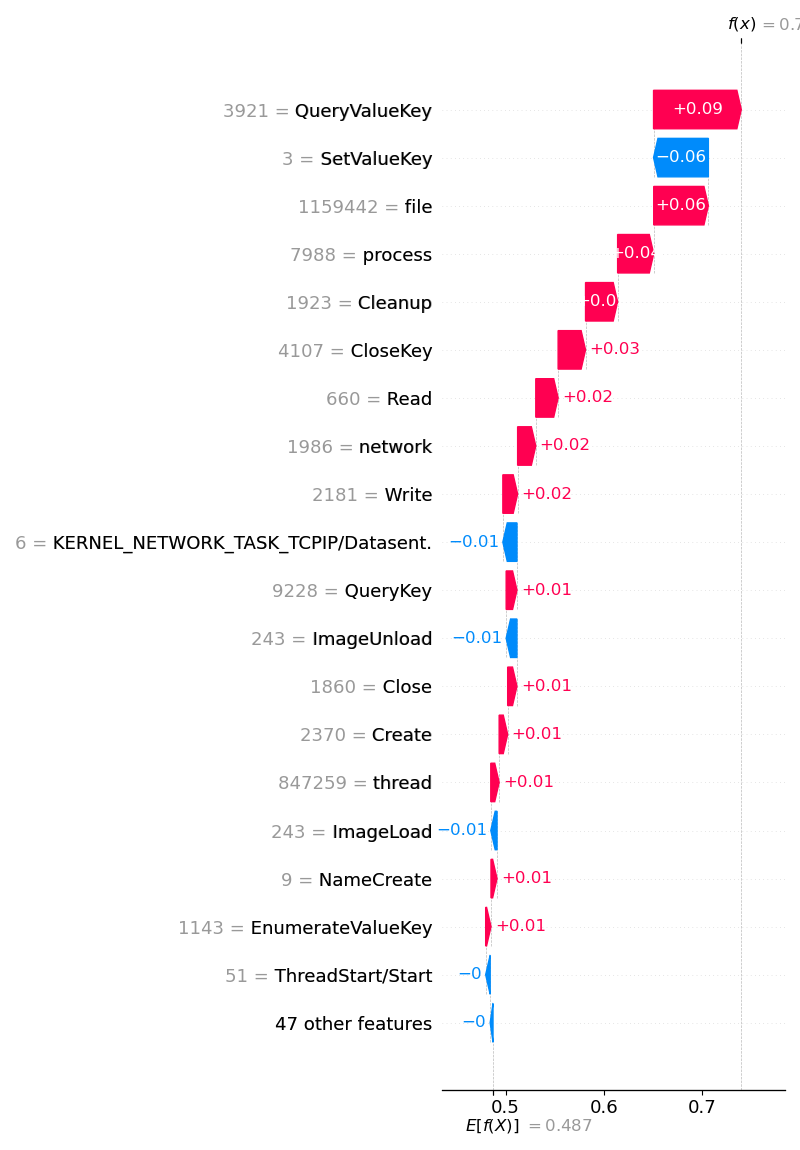 f(x) = 0.7
3921 = QueryValueKey +0.09
3 = SetValueKey −0.06
1159442 = file +0.06
7988 = process +0.04
1923 = Cleanup +0.0
4107 = CloseKey +0.03
660 = Read +0.02
1986 = network +0.02
2181 = Write +0.02
6 = KERNEL_NETWORK_TASK_TCPIP/Datasent. −0.01
9228 = QueryKey +0.01
243 = ImageUnload −0.01
1860 = Close +0.01
2370 = Create +0.01
847259 = thread +0.01
243 = ImageLoad −0.01
9 = NameCreate +0.01
1143 = EnumerateValueKey +0.01
51 = ThreadStart/Start −0
47 other features −0
0.5 0.6 0.7
E[f(X)] = 0.487